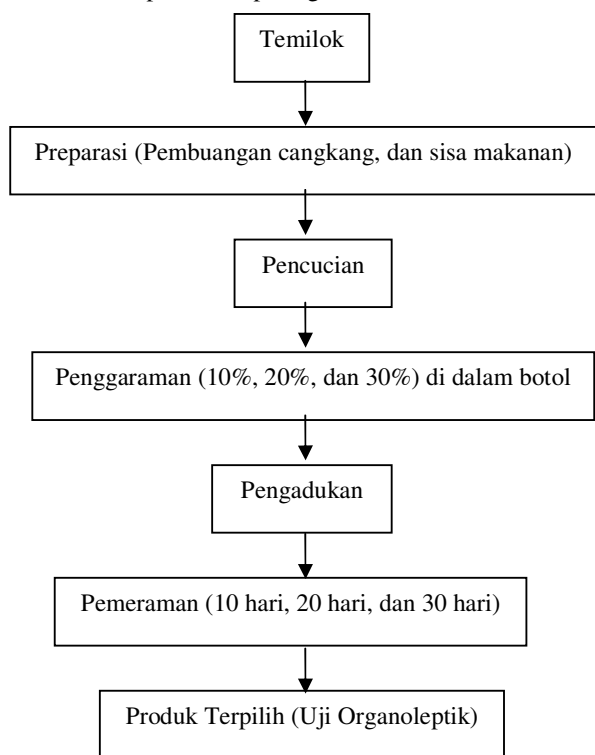 Temilok
Preparasi (Pembuangan cangkang, dan sisa makanan)
Pencucian
Penggaraman (10%, 20%, dan 30%) di dalam botol
Pengadukan
Pemeraman (10 hari, 20 hari, dan 30 hari)
Produk Terpilih (Uji Organoleptik)